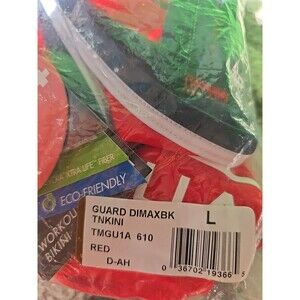 XTRA LIFE FIBER
ECO-FRIENDLY
WORKOUT
BIKINI
GUARD DIMAXBK
L
TNKINI
TMGU1A 610
RED
D-AH
0 36702 19366 5